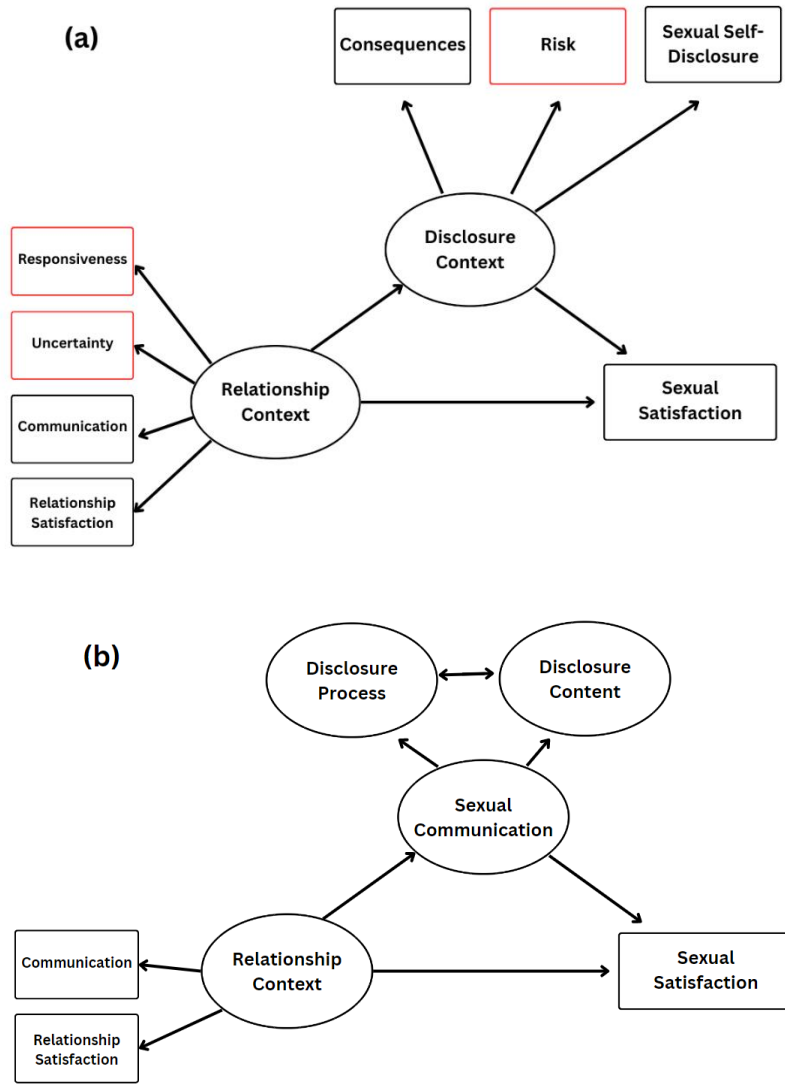 (a)
Consequences
Risk
Sexual Self-
Disclosure
Disclosure
Context
Responsiveness
Uncertainty
Communication
Relationship
Satisfaction
Relationship
Context
Sexual
Satisfaction
(b)
Disclosure
Process
Disclosure
Content
Sexual
Communication
Communication
Relationship
Satisfaction
Relationship
Context
Sexual
Satisfaction